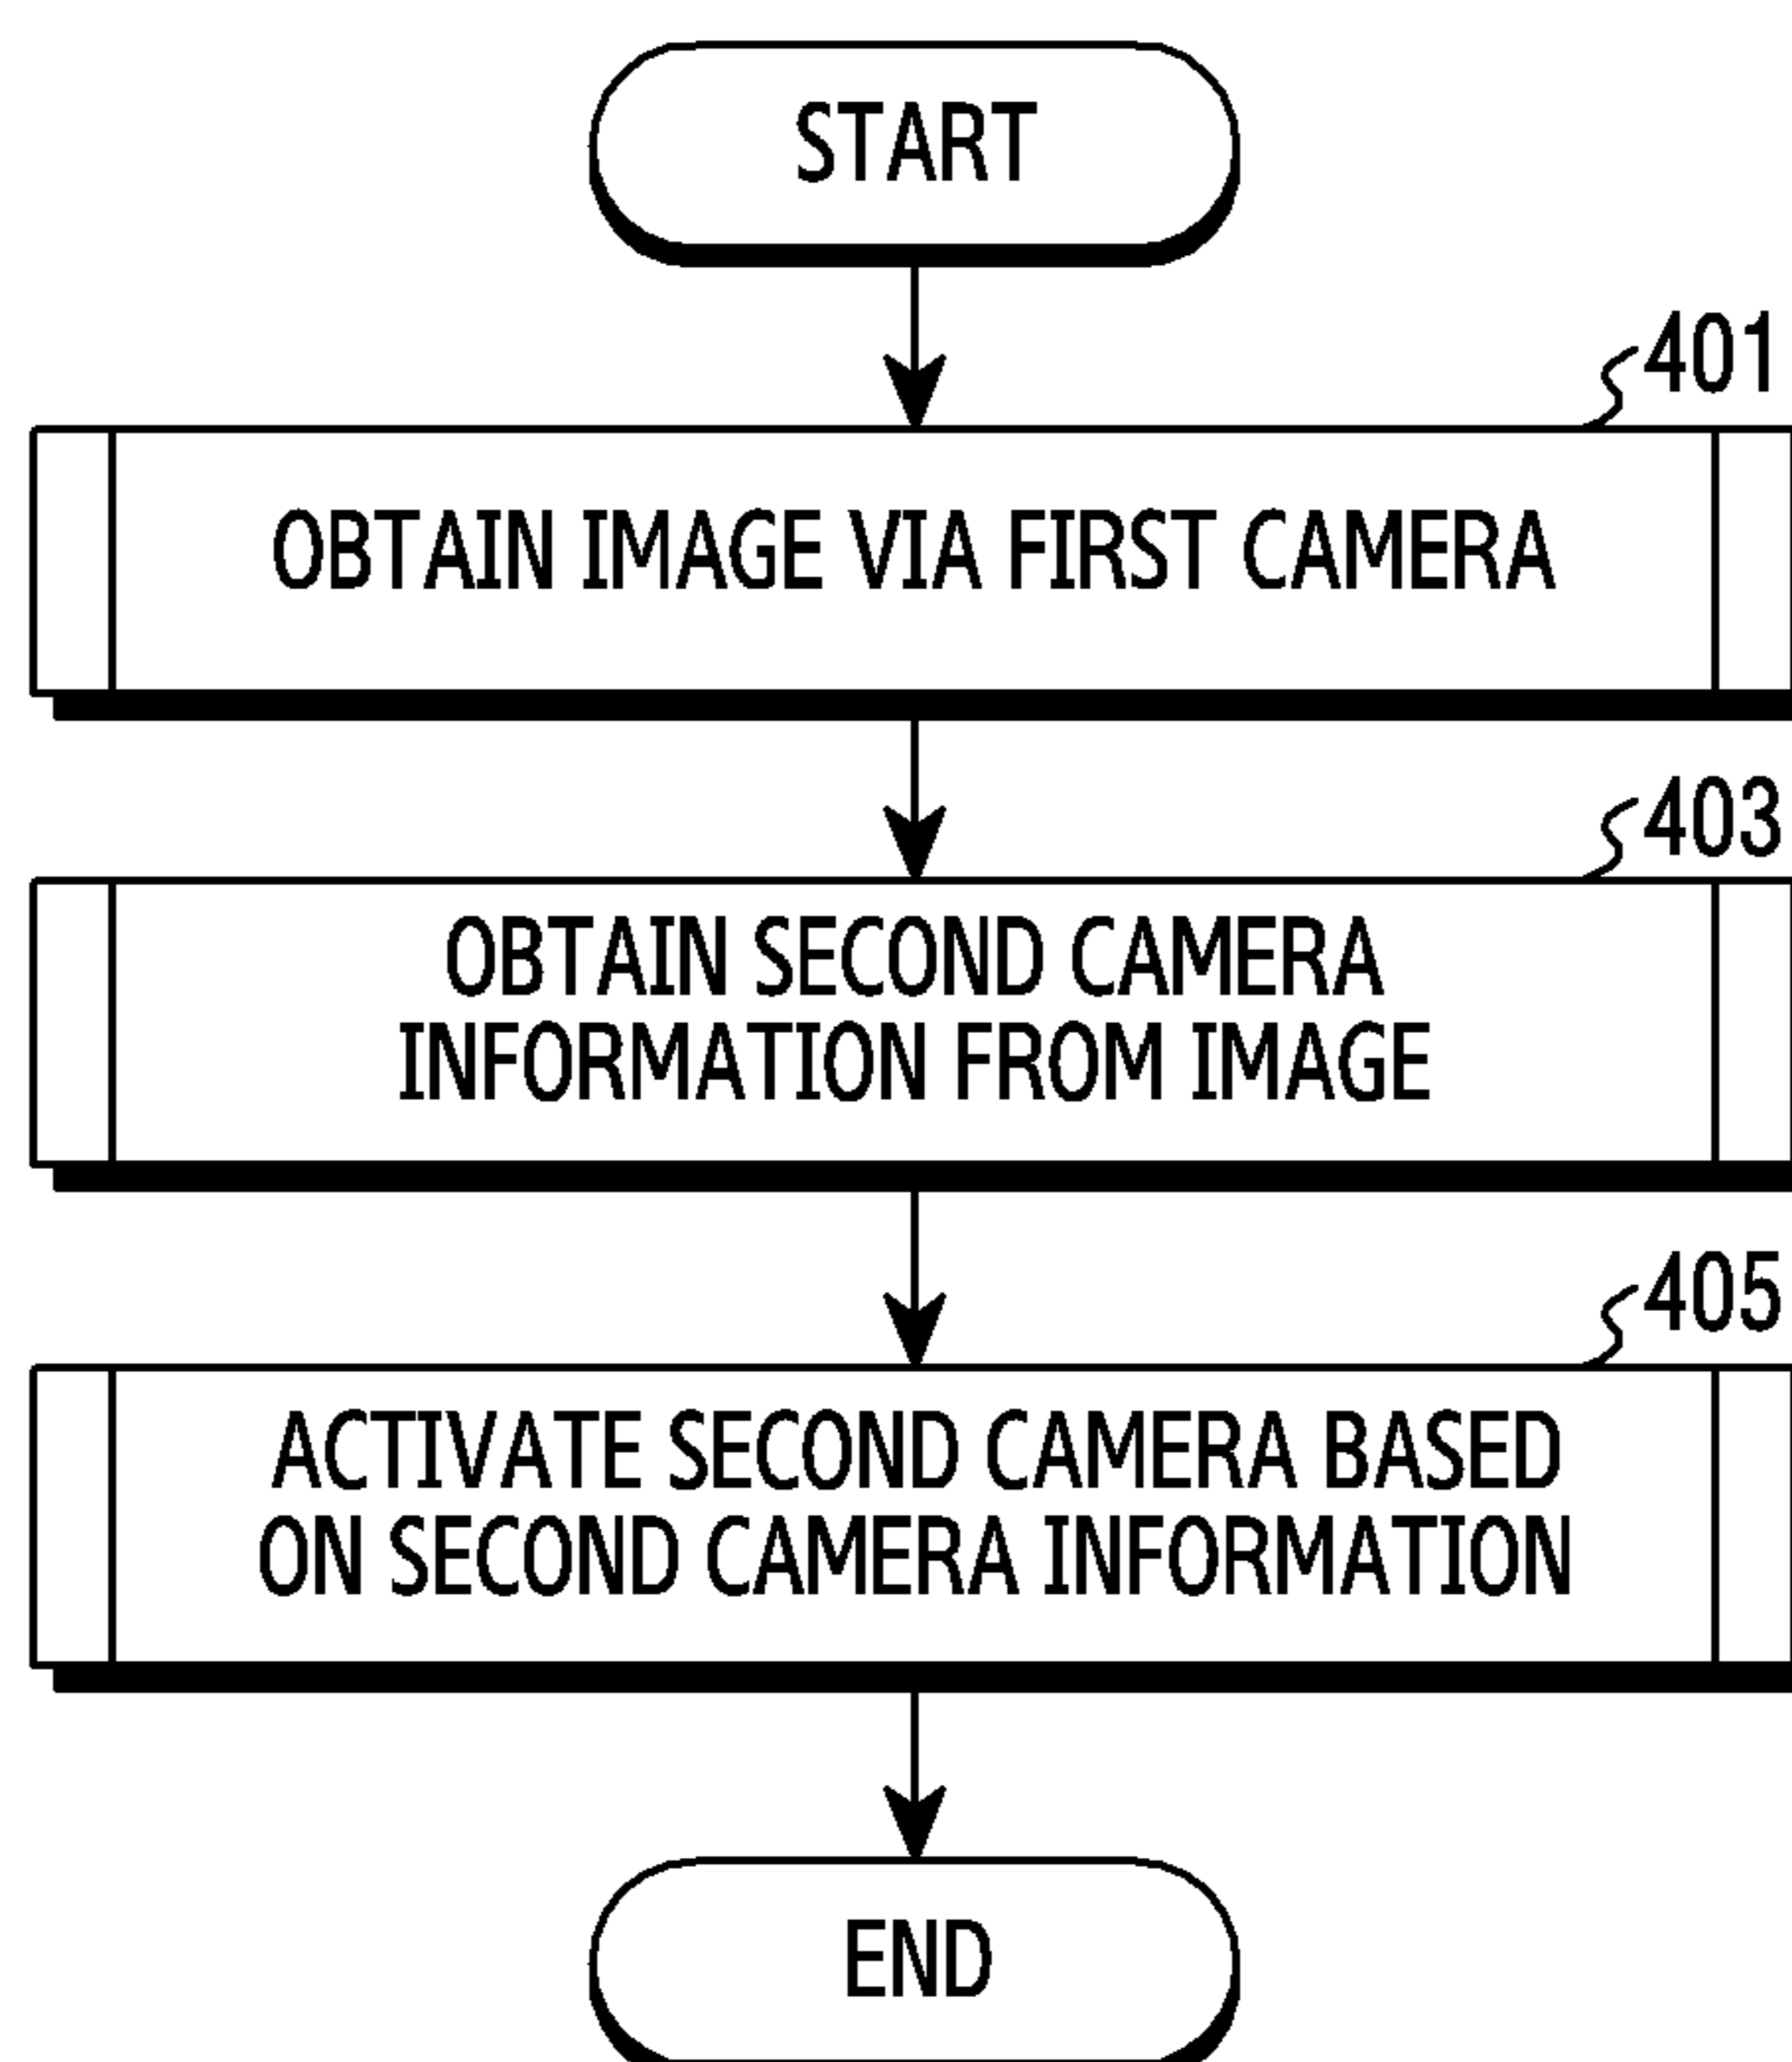 START
401
OBTAIN IMAGE VIA FIRST CAMERA
403
OBTAIN SECOND CAMERA
INFORMATION FROM IMAGE
405
ACTIVATE SECOND CAMERA BASED
ON SECOND CAMERA INFORMATION
END